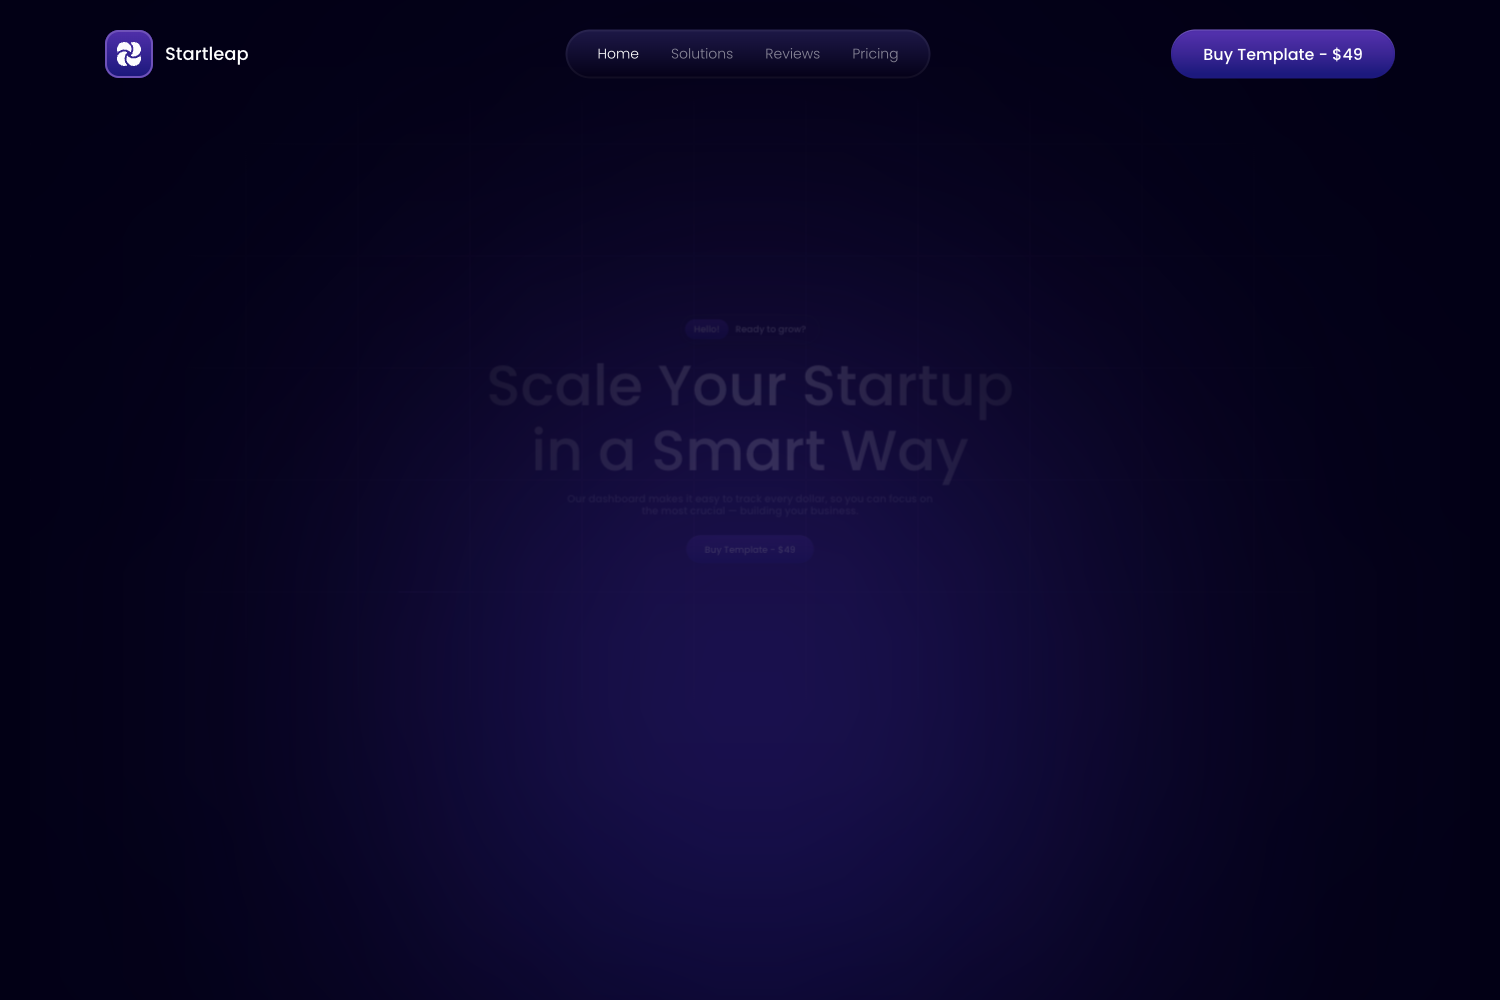 Startleap
Home
Solutions
Reviews
Pricing
Buy Template - $49
Hello! Ready to grow?
Scale Your Startup
in a Smart Way
Our dashboard makes it easy to track every dollar, so you can focus on
the most crucial — building your business.
Buy Template - $49